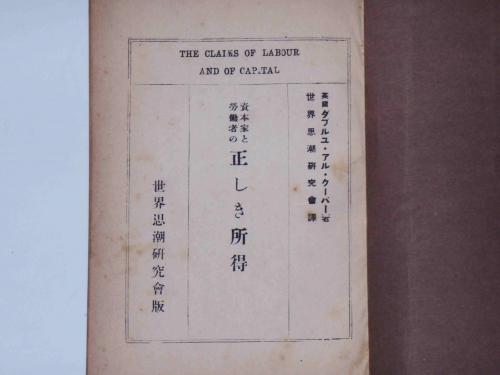 THE CLAIMS OF LABOUR
AND OF CAPITAL
英國 ダブルユ・アル・クーパー著
世界思潮研究會譯
資本家と
勞働者の
正しき所得
世界思潮研究會版